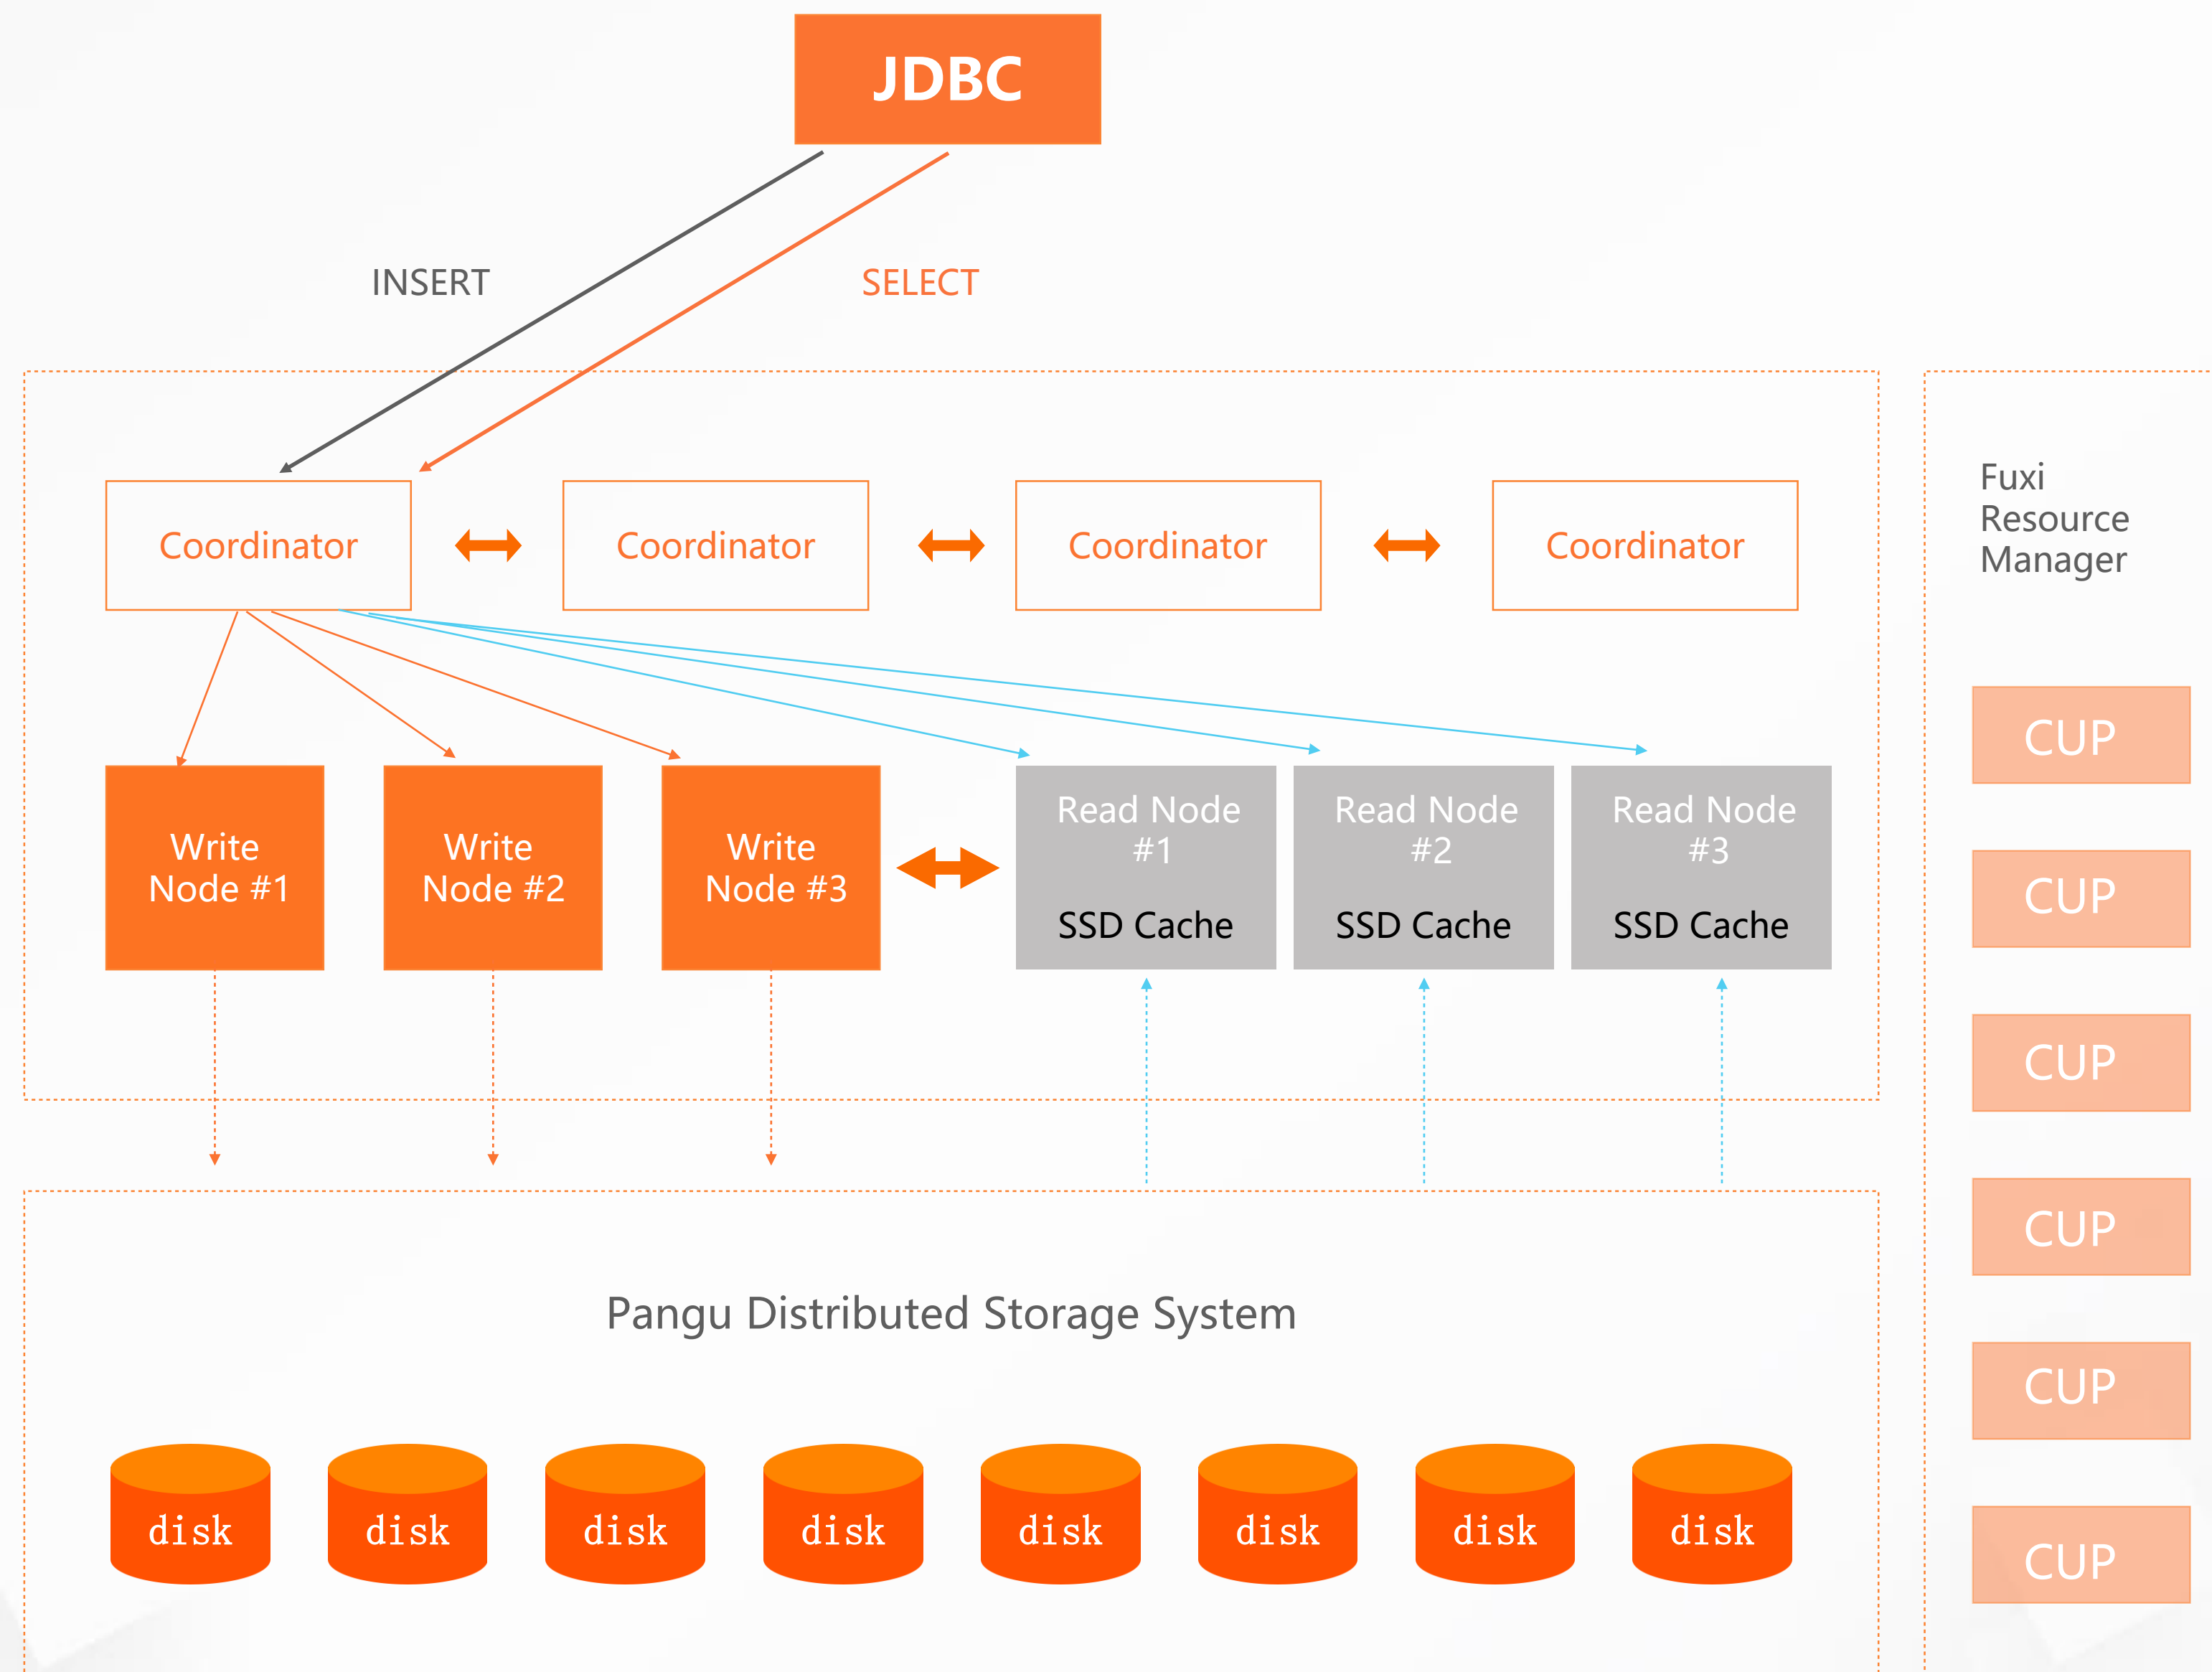 JDBC
INSERT
SELECT
Coordinator
Coordinator
Coordinator
Coordinator
Fuxi
Resource
Manager
Write
Node #1
Write
Node #2
Write
Node #3
Read Node
#1
SSD Cache
Read Node
#2
SSD Cache
Read Node
#3
SSD Cache
CUP
CUP
CUP
CUP
CUP
CUP
Pangu Distributed Storage System
disk
disk
disk
disk
disk
disk
disk
disk